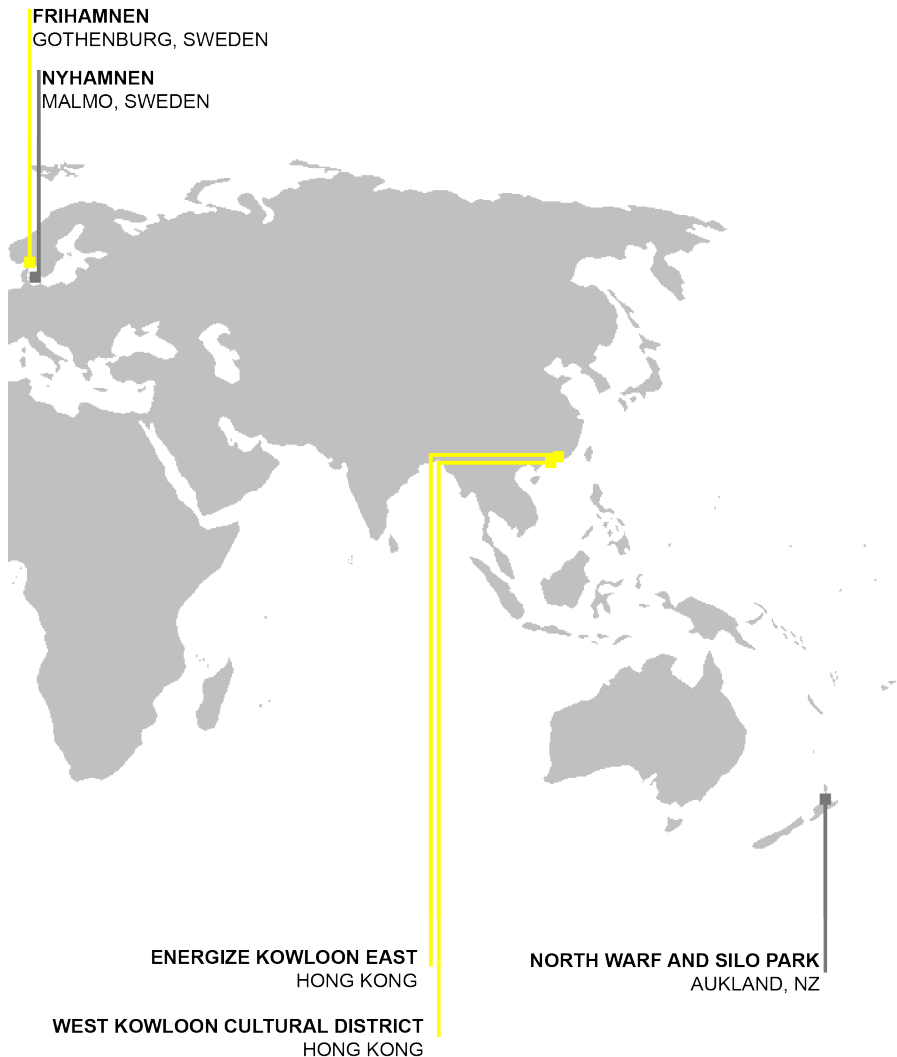 FRIHAMNEN
GOTHENBURG, SWEDEN
NYHAMNEN
MALMO, SWEDEN
ENERGIZE KOWLOON EAST
HONG KONG
NORTH WARF AND SILO PARK
AUKLAND, NZ
WEST KOWLOON CULTURAL DISTRICT
HONG KONG